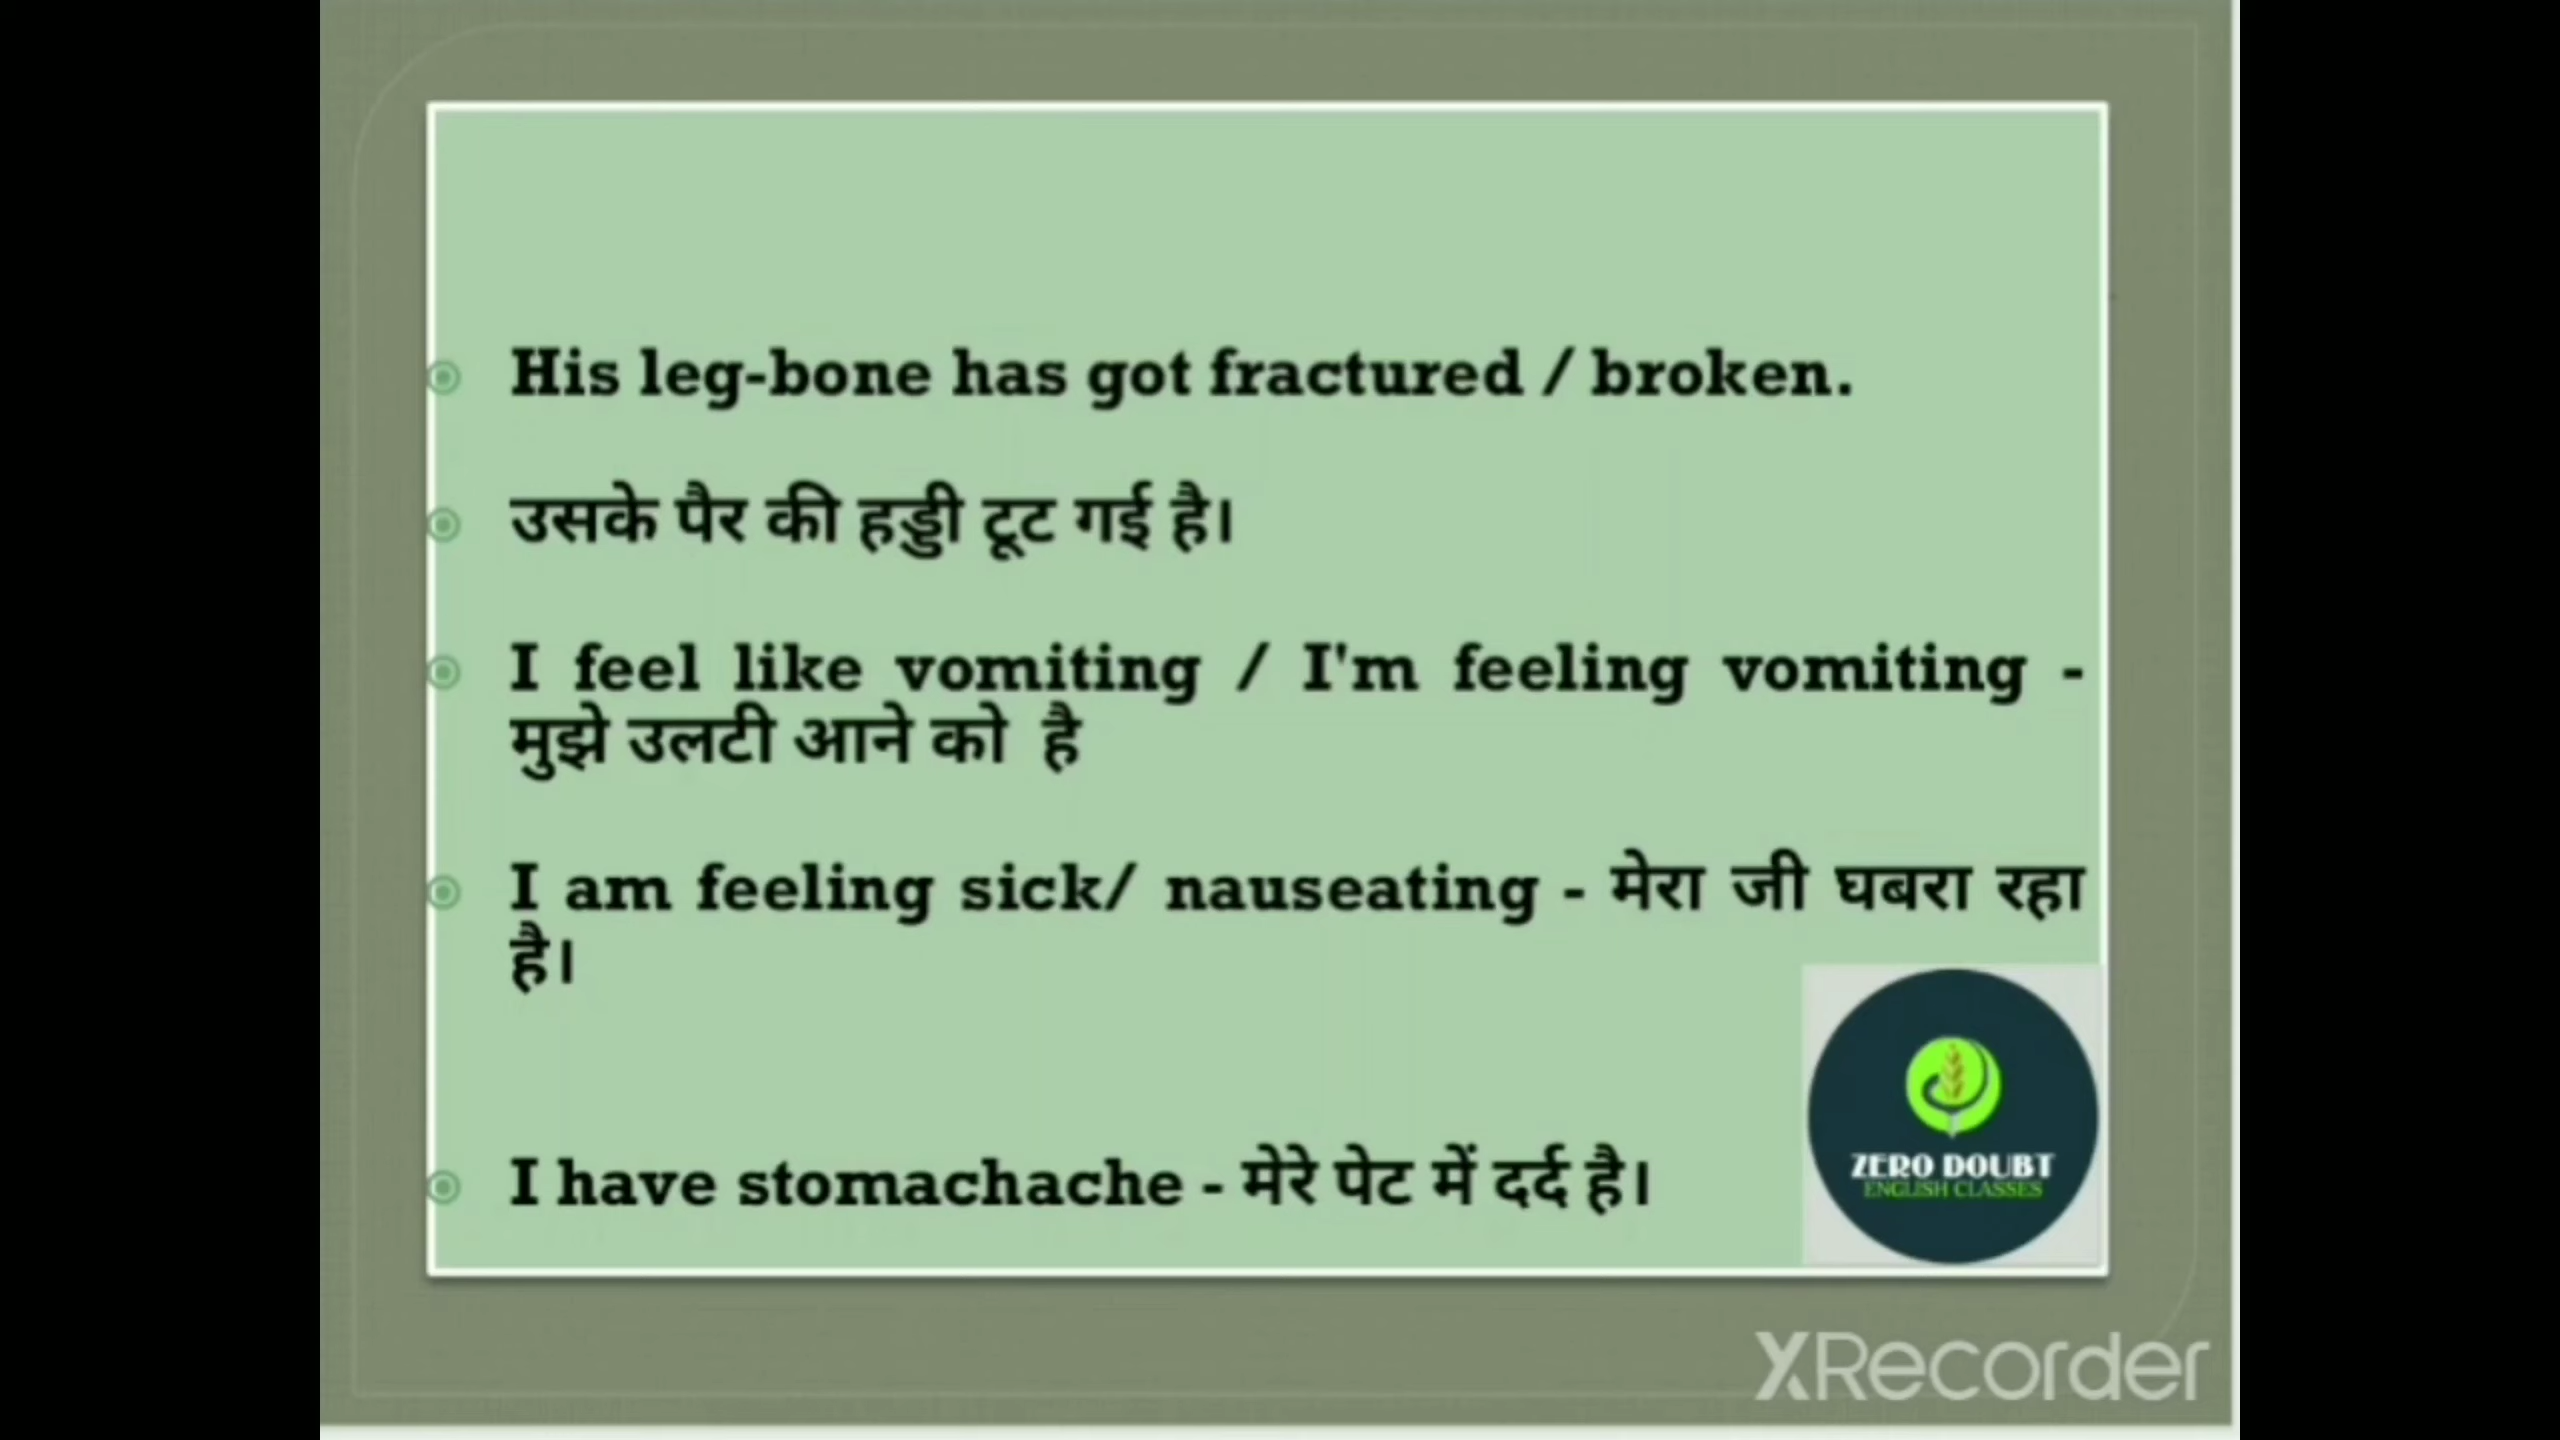 His leg-bone has got fractured / broken.
उसके पैर की हड्डी टूट गई है।
I feel like vomiting / I'm feeling vomiting -
मुझे उलटी आने को है
I am feeling sick/ nauseating - मेरा जी घबरा रहा
है।
I have stomachache - मेरे पेट में दर्द है।
ZERO DOUBT
ENGLISH CLASSES
XRecorder